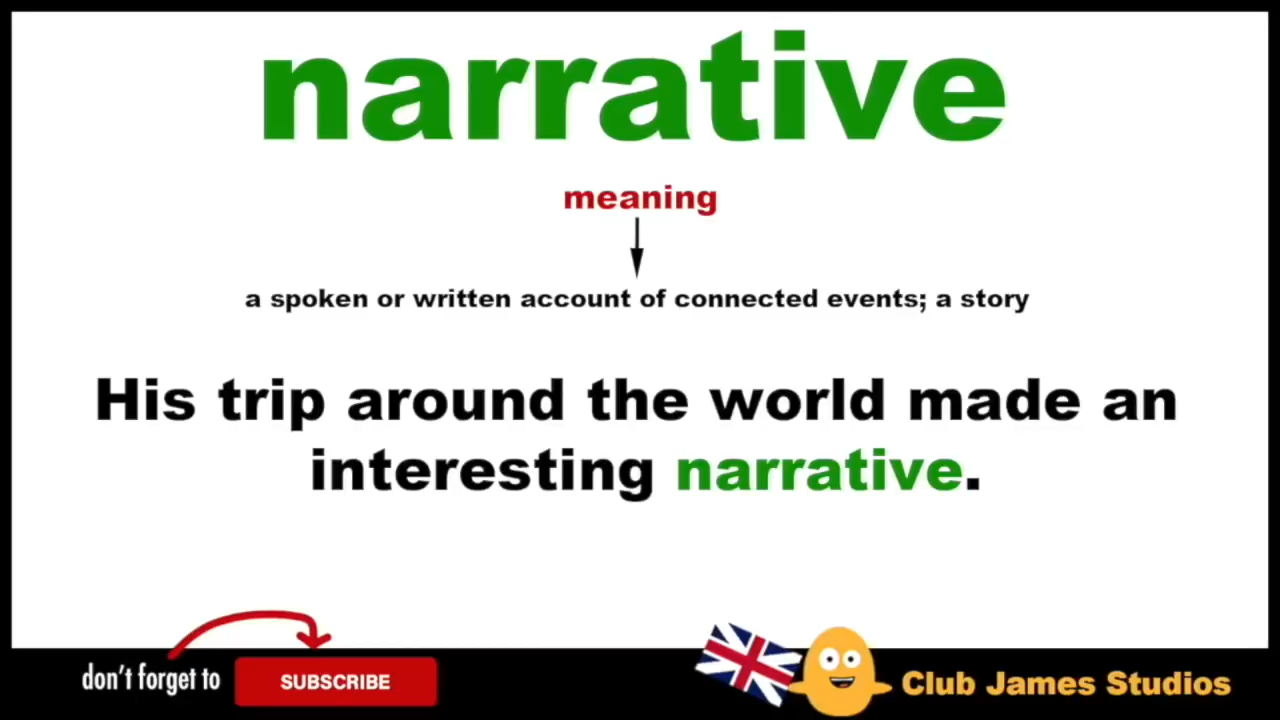 narrative
meaning
a spoken or written account of connected events; a story
His trip around the world made an
interesting narrative.
don't forget to SUBSCRIBE
Club James Studios